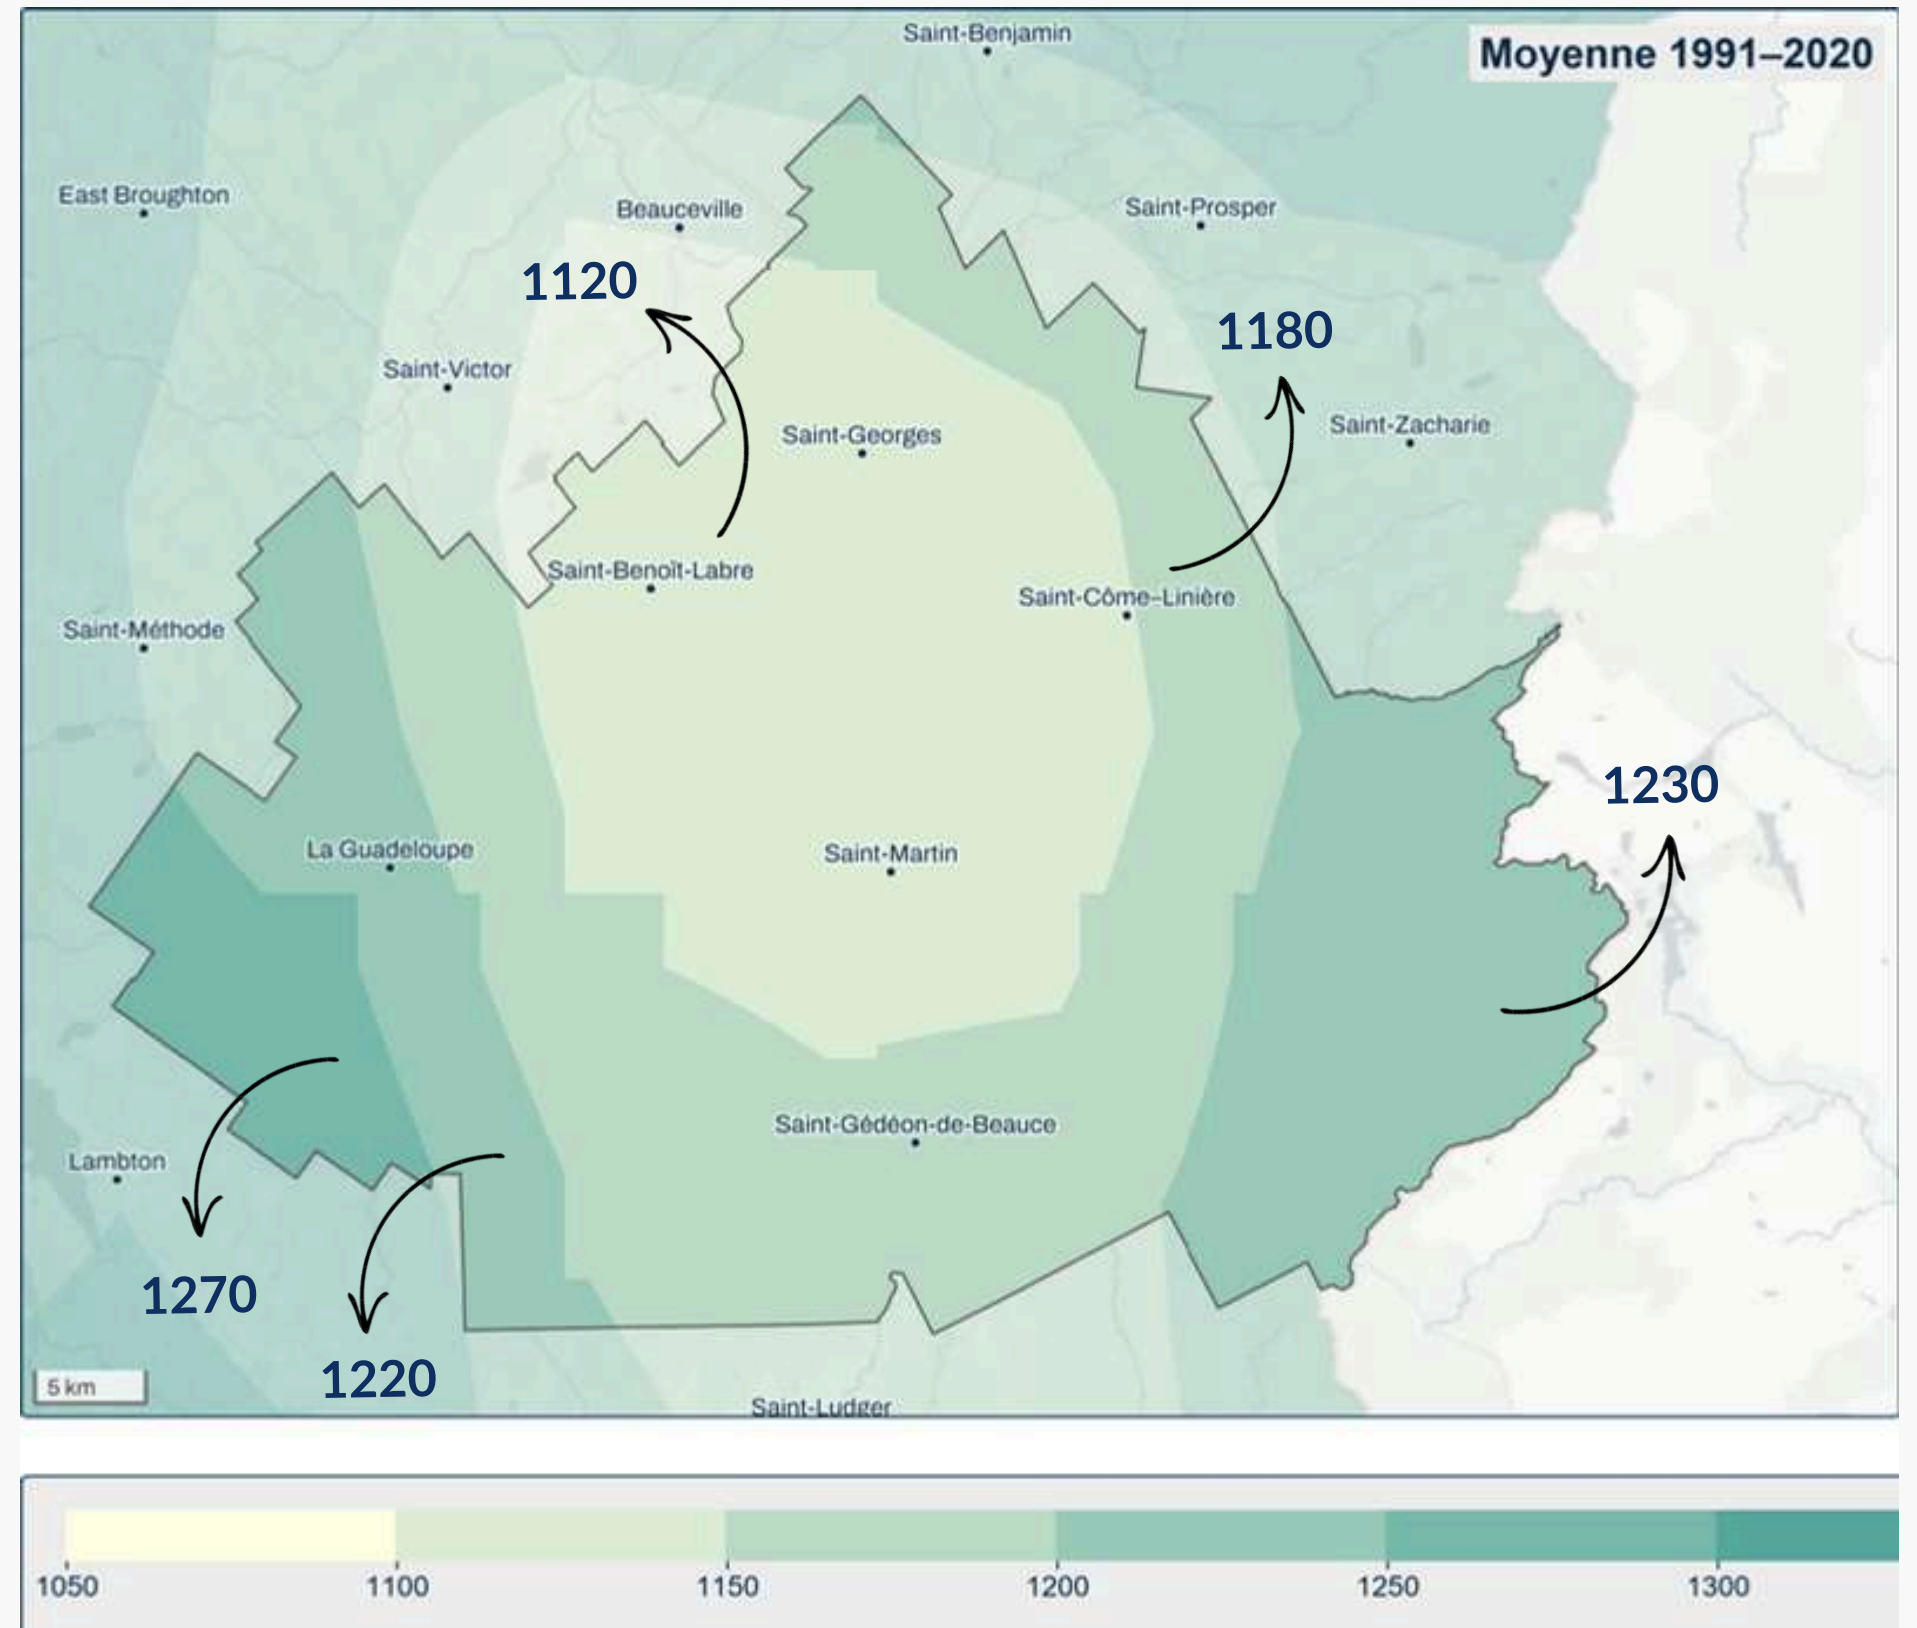 Saint-Benjamin
Moyenne 1991–2020
East Broughton
Beauceville
Saint-Prosper
1120
1180
Saint-Victor
Saint-Georges
Saint-Zacharie
Saint-Benoît-Labre
Saint-Côme–Linière
Saint-Méthode
1230
La Guadeloupe
Saint-Martin
Saint-Gédéon-de-Beauce
Lambton
1270
1220
5 km
Saint-Ludger
1050 1100 1150 1200 1250 1300